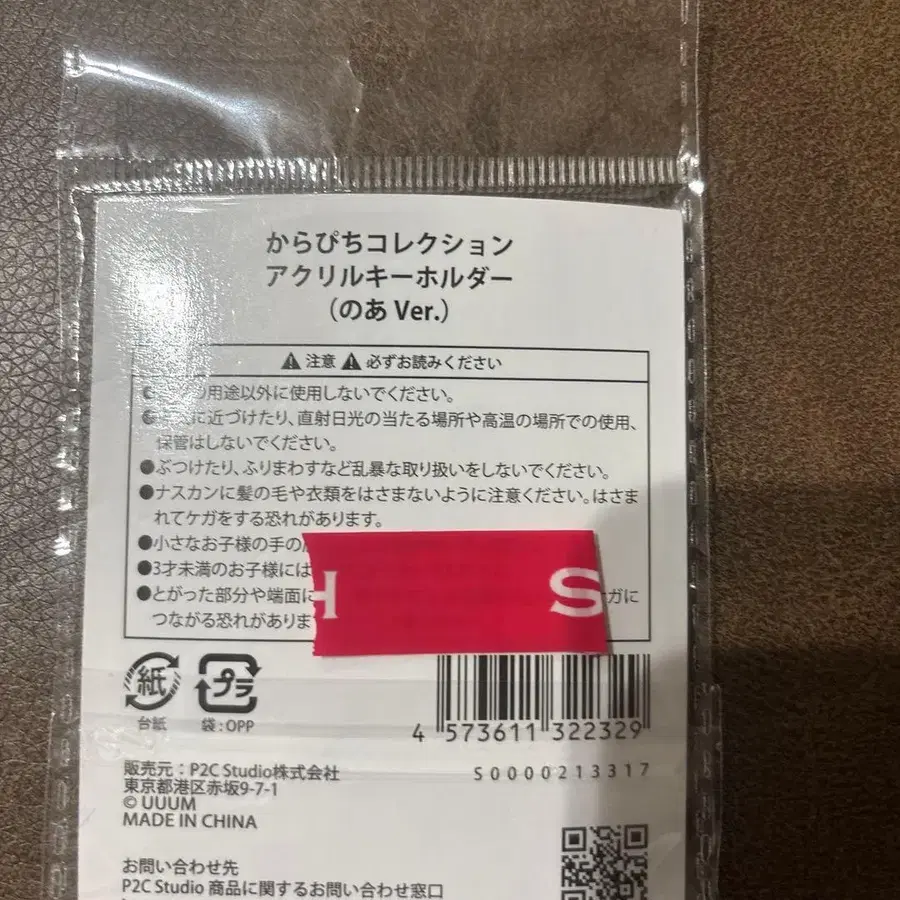 からぴちコレクション
アクリルキーホルダー
（のあ Ver.）
注意 必ずお読みください
用途以外に使用しないでください。
に近づけたり、直射日光の当たる場所や高温の場所での使用、
保管はしないでください。
●ぶつけたり、ふりまわすなど乱暴な取り扱いをしないでください。
●ナスカンに髪の毛や衣類をはさまないように注意ください。はさま
れてケガをする恐れがあります。
●小さなお子様の手の
●3才未満のお子様には
●とがった部分や端面に ガに
つながる恐れがありま
H S
紙 プラ
台紙 袋：OPP
4 573611 322329
S0000213317
販売元：P2C Studio株式会社
東京都港区赤坂9-7-1
© UUUM
MADE IN CHINA
お問い合わせ先
P2C Studio 商品に関するお問い合わせ窓口